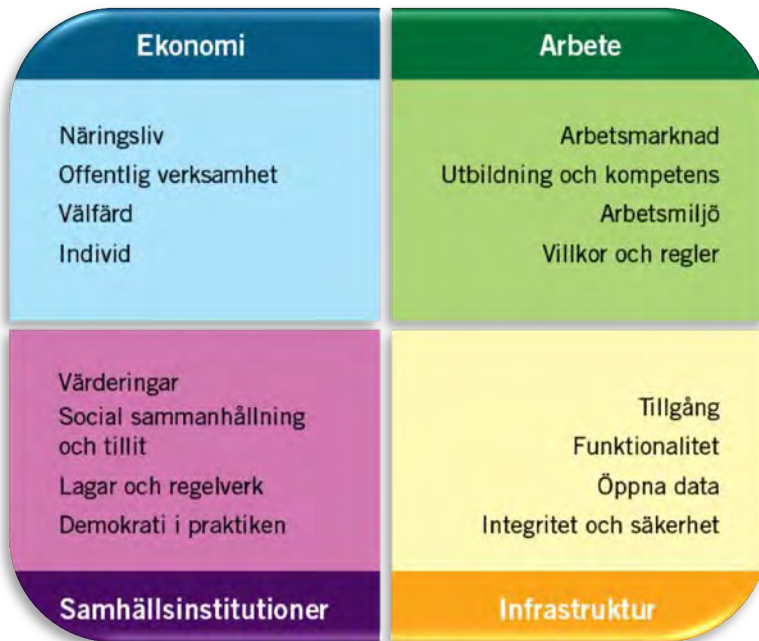 Ekonomi
Näringsliv
Offentlig verksamhet
Välfärd
Individ
Arbete
Arbetsmarknad
Utbildning och kompetens
Arbetsmiljö
Villkor och regler
Värderingar
Social sammanhållning
och tillit
Lagar och regelverk
Demokrati i praktiken
Samhällsinstitutioner
Tillgång
Funktionalitet
Öppna data
Integritet och säkerhet
Infrastruktur